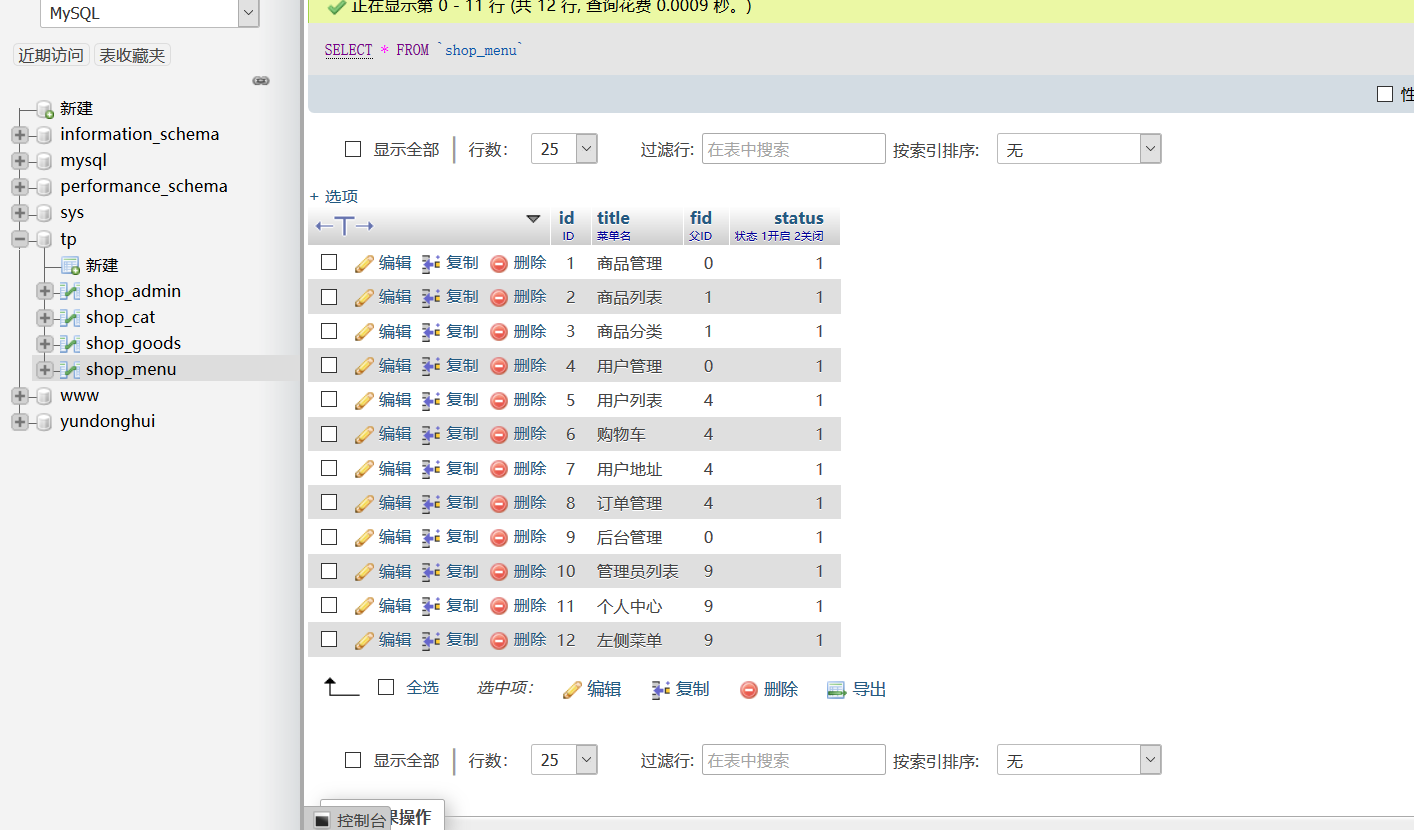 MySQL
近期访问 表收藏夹
新建
information_schema
mysql
performance_schema
sys
tp
新建
shop_admin
shop_cat
shop_goods
shop_menu
www
yundonghui
正在显示第 0 - 11 行 (共 12 行, 查询花费 0.0009 秒。)
SELECT * FROM `shop_menu`
性
显示全部 行数： 25 过滤行: 在表中搜索 按索引排序: 无
+ 选项
←T→ id title fid status
ID 菜单名 父ID 状态 1开启 2关闭
编辑 复制 删除 1 商品管理 0 1
编辑 复制 删除 2 商品列表 1 1
编辑 复制 删除 3 商品分类 1 1
编辑 复制 删除 4 用户管理 0 1
编辑 复制 删除 5 用户列表 4 1
编辑 复制 删除 6 购物车 4 1
编辑 复制 删除 7 用户地址 4 1
编辑 复制 删除 8 订单管理 4 1
编辑 复制 删除 9 后台管理 0 1
编辑 复制 删除 10 管理员列表 9 1
编辑 复制 删除 11 个人中心 9 1
编辑 复制 删除 12 左侧菜单 9 1
全选 选中项： 编辑 复制 删除 导出
显示全部 行数： 25 过滤行: 在表中搜索 按索引排序: 无
控制台 操作